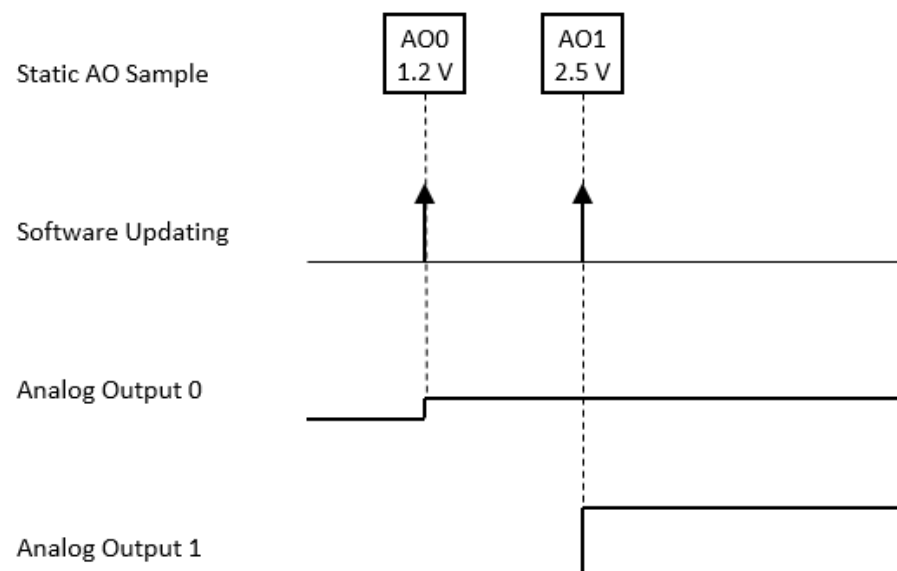 AO0
1.2 V
AO1
2.5 V
Static AO Sample
Software Updating
Analog Output 0
Analog Output 1